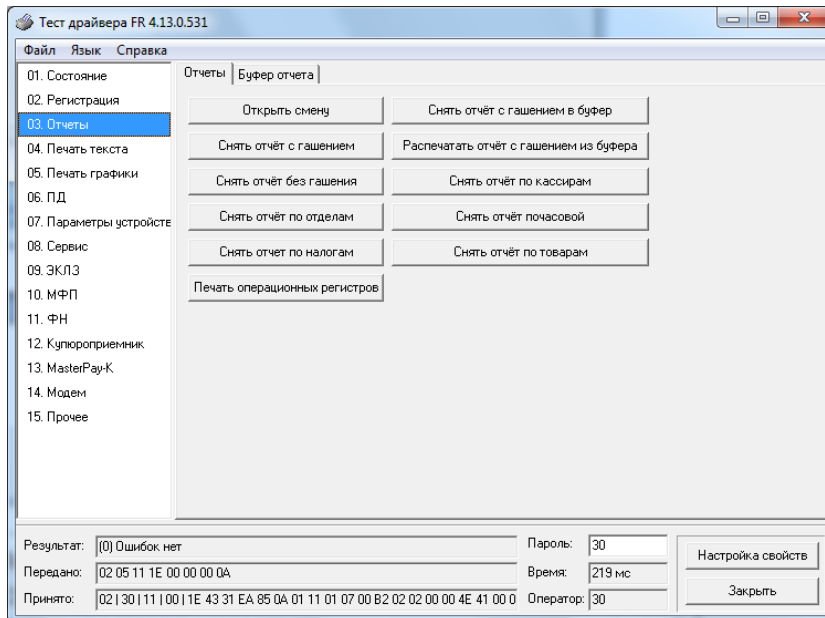 Тест драйвера FR 4.13.0.531
Файл Язык Справка
01. Состояние
02. Регистрация
03. Отчеты
04. Печать текста
05. Печать графики
06. ПД
07. Параметры устройств
08. Сервис
09. ЭКЛЗ
10. МФП
11. ФН
12. Купюроприемник
13. MasterPay-K
14. Модем
15. Прочее
Отчеты Буфер отчета
Открыть смену Снять отчёт с гашением в буфер
Снять отчёт с гашением Распечатать отчёт с гашением из буфера
Снять отчёт без гашения Снять отчёт по кассирам
Снять отчёт по отделам Снять отчёт почасовой
Снять отчет по налогам Снять отчёт по товарам
Печать операционных регистров
Результат: (0) Ошибок нет Пароль: 30
Передано: 02 05 11 1E 00 00 00 0A Время: 219 мс
Принято: 02 | 30 | 11 | 00 | 1E 43 31 EA 85 0A 01 11 01 07 00 B2 02 02 00 00 4E 41 00 0 Оператор: 30
Настройка свойств
Закрыть